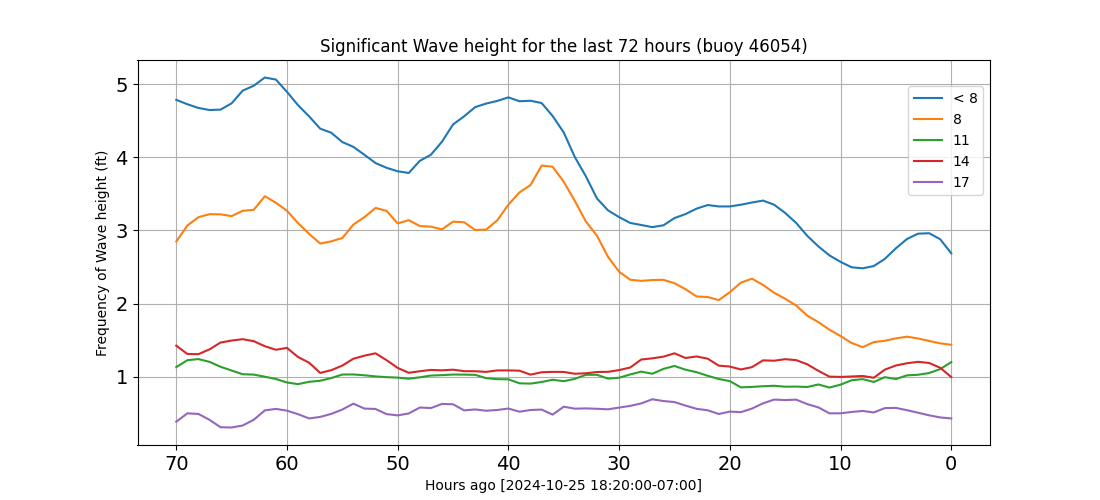 Significant Wave height for the last 72 hours (buoy 46054)
Frequency of Wave height (ft)
5
4
3
2
1
< 8
8
11
14
17
70 60 50 40 30 20 10 0
Hours ago [2024-10-25 18:20:00-07:00]